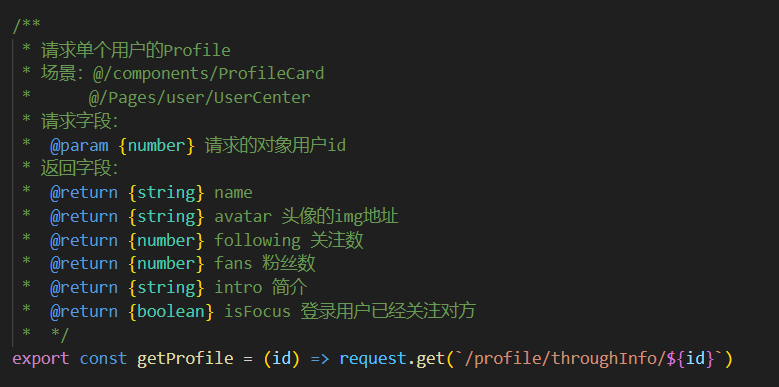 /**
 * 请求单个用户的Profile
 * 场景: @/components/ProfileCard
 *      @/Pages/user/UserCenter
 * 请求字段:
 *  @param {number} 请求的对象用户id
 * 返回字段:
 *  @return {string} name
 *  @return {string} avatar 头像的img地址
 *  @return {number} following 关注数
 *  @return {number} fans 粉丝数
 *  @return {string} intro 简介
 *  @return {boolean} isFocus 登录用户已经关注对方
 *  */
export const getProfile = (id) => request.get(`/profile/throughInfo/${id}`)